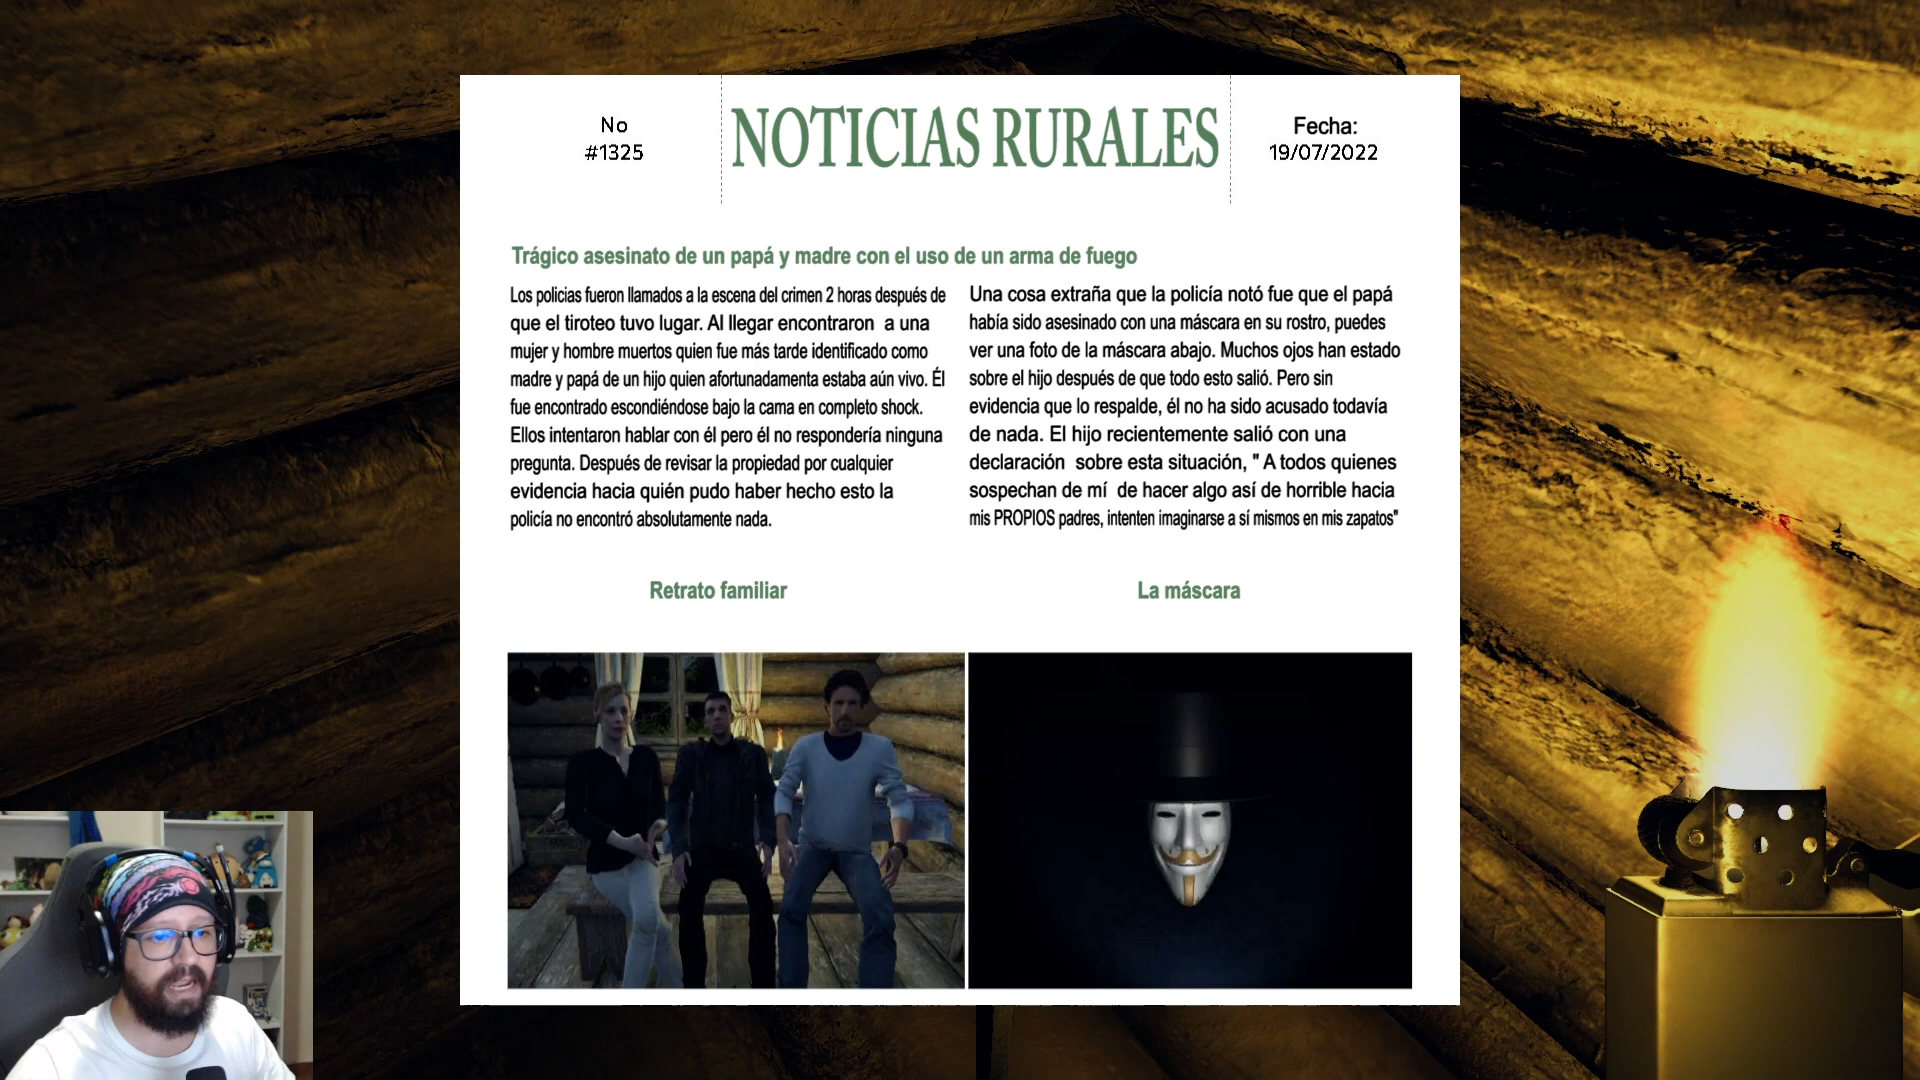 No
#1325
NOTICIAS RURALES
Fecha:
19/07/2022
Trágico asesinato de un papá y madre con el uso de un arma de fuego
Los policias fueron llamados a la escena del crimen 2 horas después de
que el tiroteo tuvo lugar. Al llegar encontraron a una
mujer y hombre muertos quien fue más tarde identificado como
madre y papá de un hijo quien afortunadamenta estaba aún vivo. Él
fue encontrado escondiéndose bajo la cama en completo shock.
Ellos intentaron hablar con él pero él no respondería ninguna
pregunta. Después de revisar la propiedad por cualquier
evidencia hacia quién pudo haber hecho esto la
policía no encontró absolutamente nada.
Una cosa extraña que la policía notó fue que el papá
había sido asesinado con una máscara en su rostro, puedes
ver una foto de la máscara abajo. Muchos ojos han estado
sobre el hijo después de que todo esto salió. Pero sin
evidencia que lo respalde, él no ha sido acusado todavía
de nada. El hijo recientemente salió con una
declaración sobre esta situación, " A todos quienes
sospechan de mí de hacer algo así de horrible hacia
mis PROPIOS padres, intenten imaginarse a sí mismos en mis zapatos"
Retrato familiar
La máscara